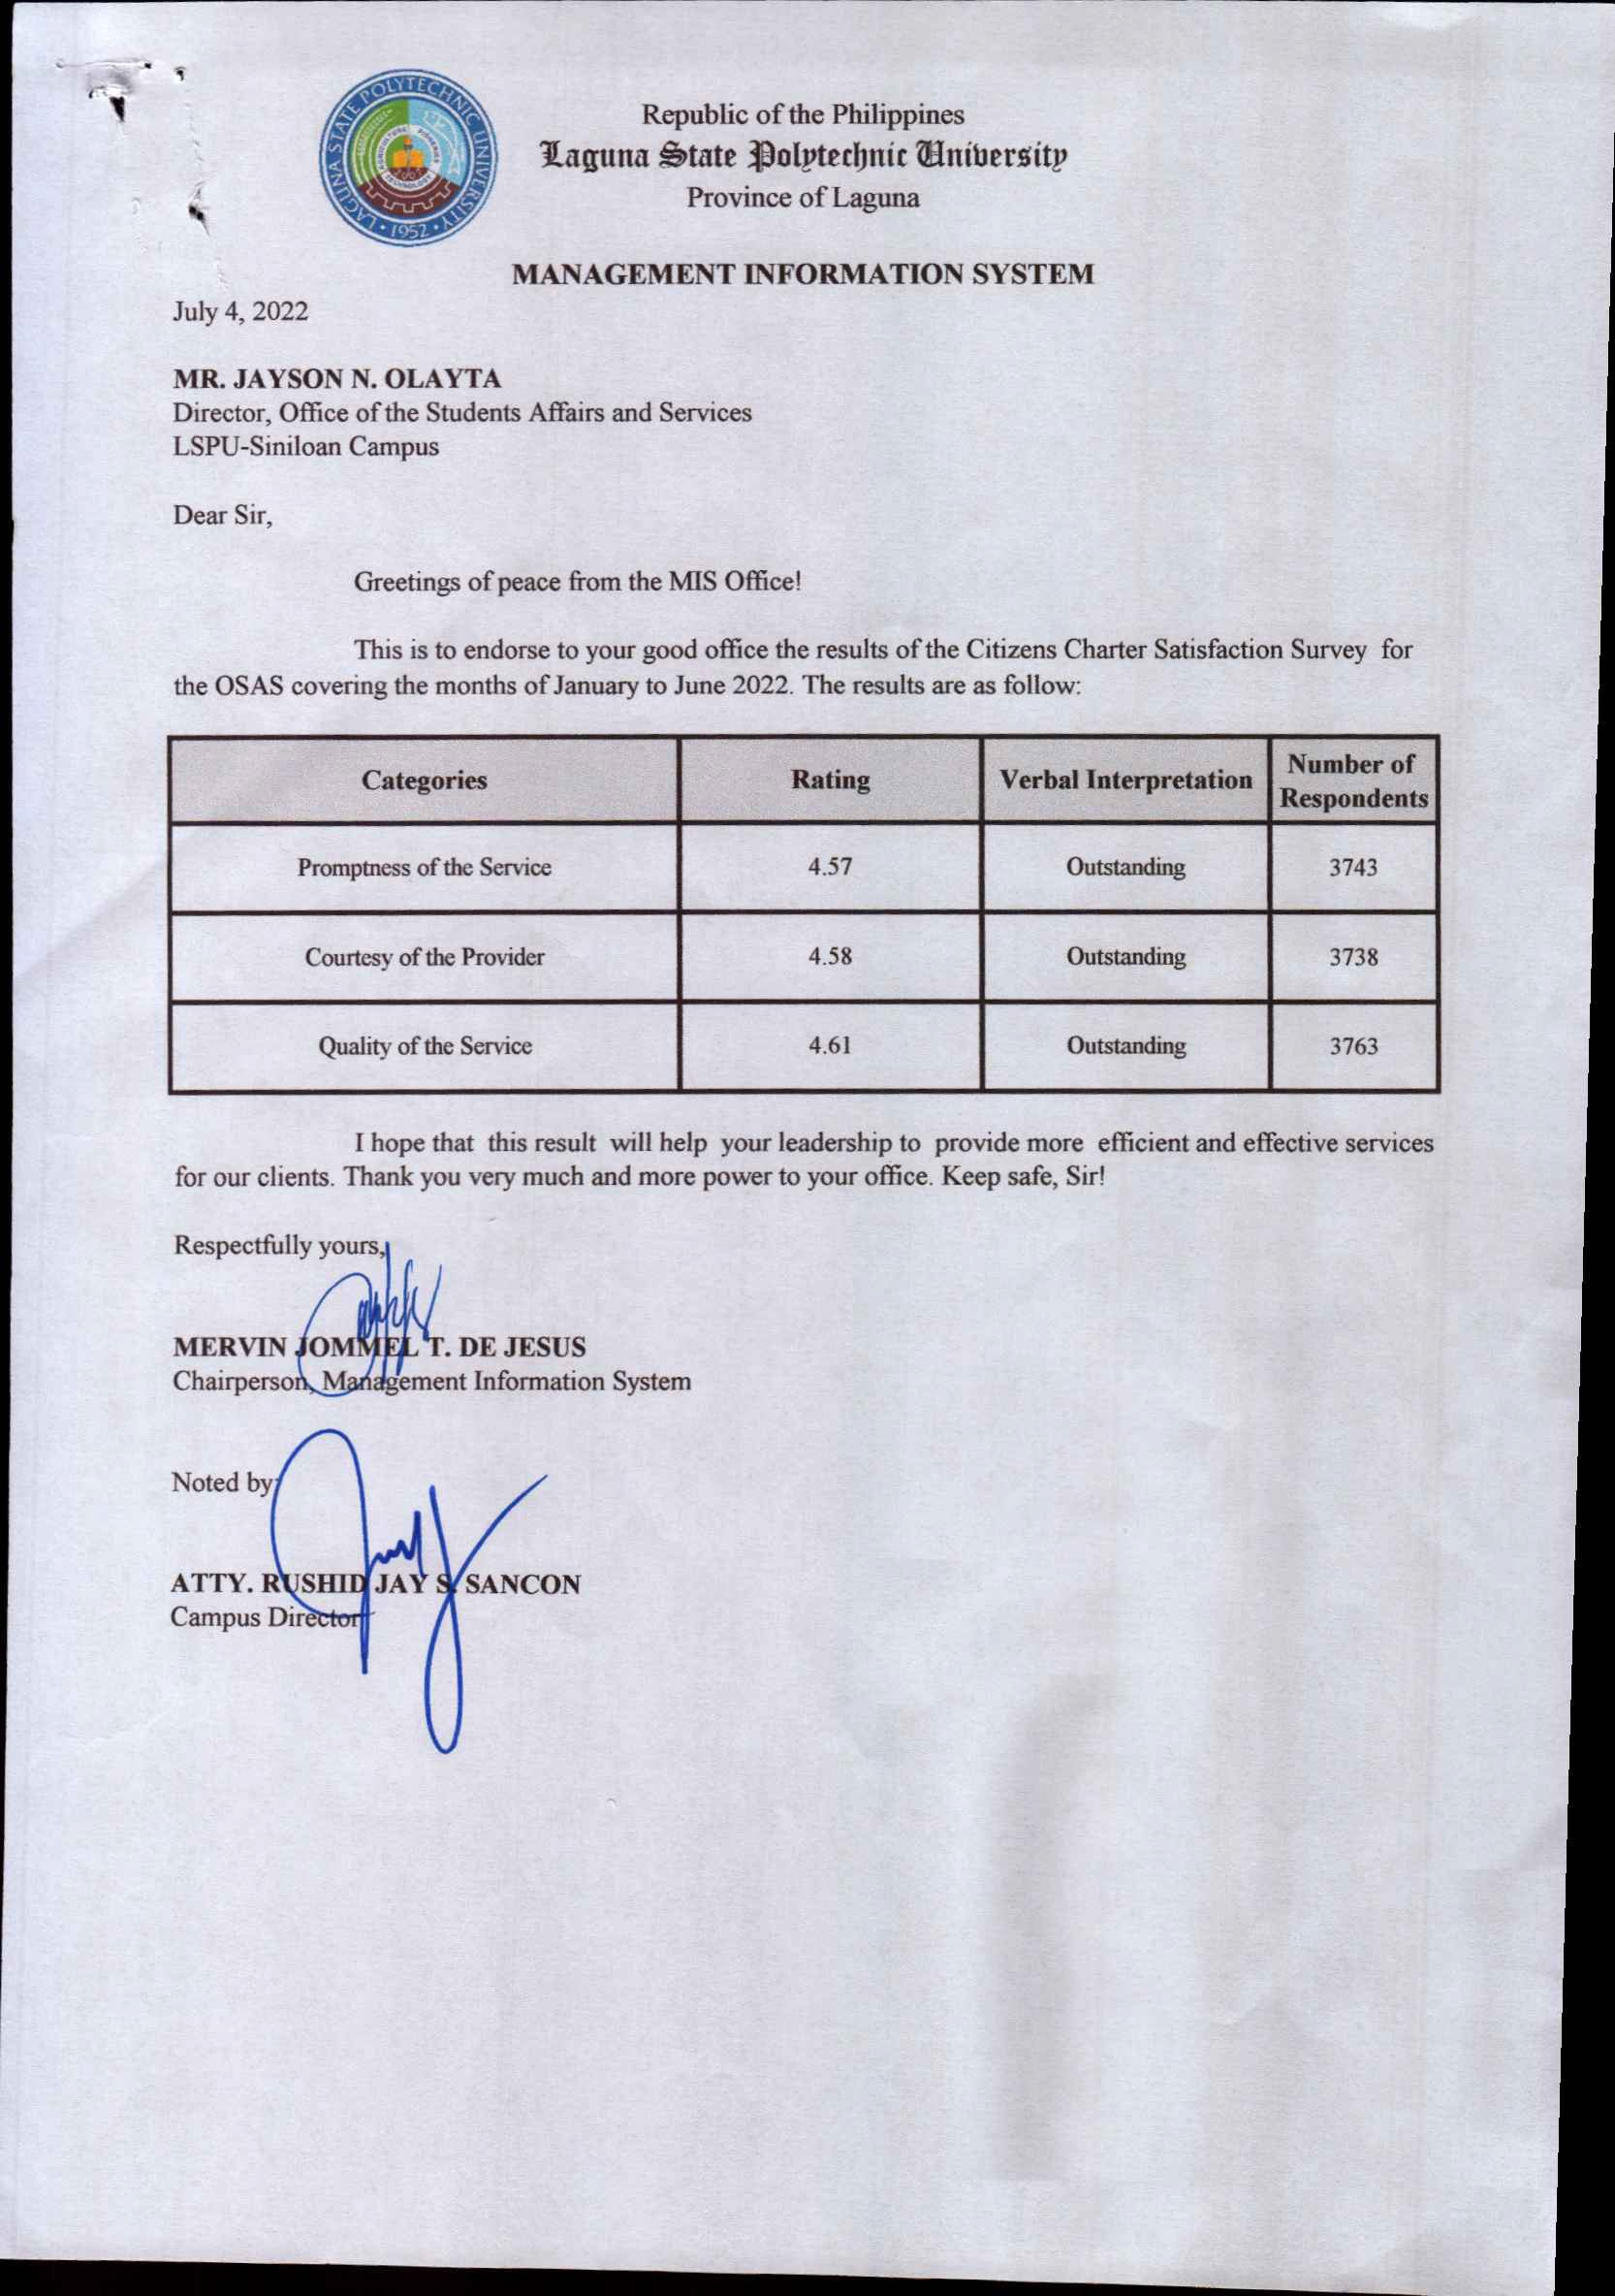 LAGUNA STATE POLYTECHNIC UNIVERSITY
1952
Republic of the Philippines
Laguna State Polytechnic University
Province of Laguna
MANAGEMENT INFORMATION SYSTEM
July 4, 2022
MR. JAYSON N. OLAYTA
Director, Office of the Students Affairs and Services
LSPU-Siniloan Campus
Dear Sir,
Greetings of peace from the MIS Office!
This is to endorse to your good office the results of the Citizens Charter Satisfaction Survey for
the OSAS covering the months of January to June 2022. The results are as follow:
Categories Rating Verbal Interpretation Number of Respondents
Promptness of the Service 4.57 Outstanding 3743
Courtesy of the Provider 4.58 Outstanding 3738
Quality of the Service 4.61 Outstanding 3763
I hope that this result will help your leadership to provide more efficient and effective services
for our clients. Thank you very much and more power to your office. Keep safe, Sir!
Respectfully yours,
MERVIN JOMMEL T. DE JESUS
Chairperson, Management Information System
Noted by:
ATTY. RUSHID JAY S. SANCON
Campus Director